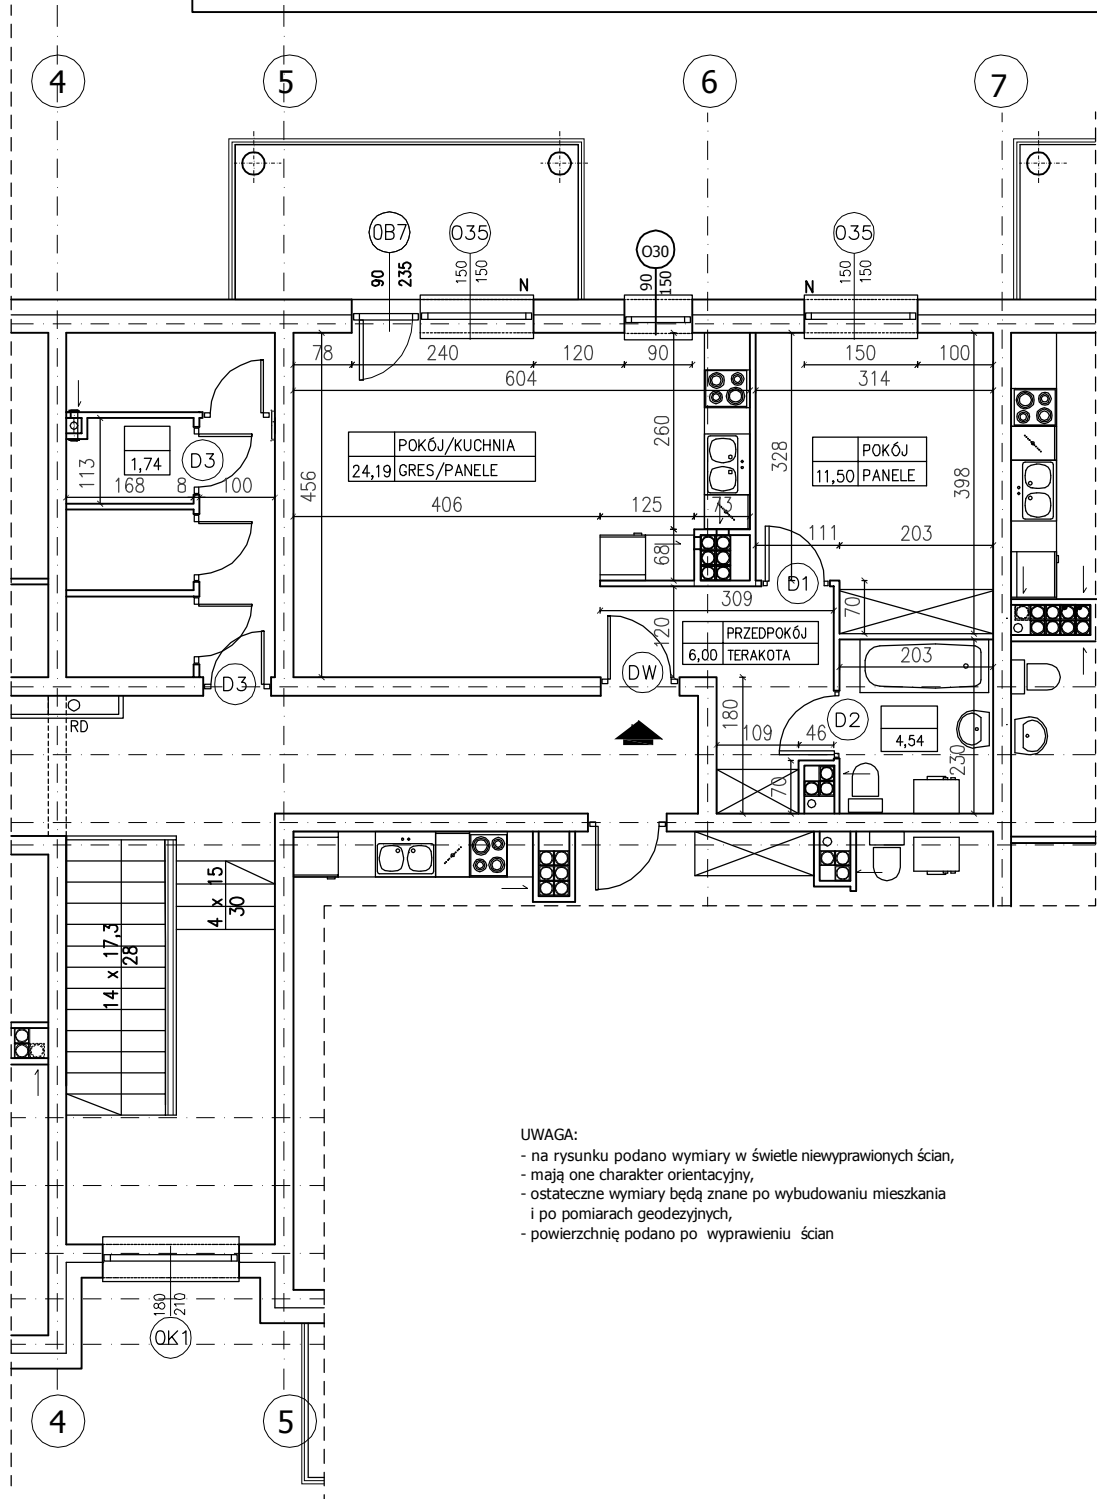 4
5
6
7
0B7
O35
O30
O35
90
235
150
150
N
90
150
N
150
150
78
240
120
90
150
100
604
314
POKÓJ/KUCHNIA
24,19 GRES/PANELE
POKÓJ
11,50 PANELE
260
328
398
456
1,74
D3
113
168
8
100
406
125
73
111
203
68
D1
309
70
120
PRZEDPOKÓJ
6,00 TERAKOTA
203
D3
DW
RD
180
D2
109
46
4,54
230
70
4 x 15
30
14 x 17,3
28
UWAGA:
- na rysunku podano wymiary w świetle niewyprawionych ścian,
- mają one charakter orientacyjny,
- ostateczne wymiary będą znane po wybudowaniu mieszkania
i po pomiarach geodezyjnych,
- powierzchnię podano po wyprawieniu ścian
180
210
OK1
4
5